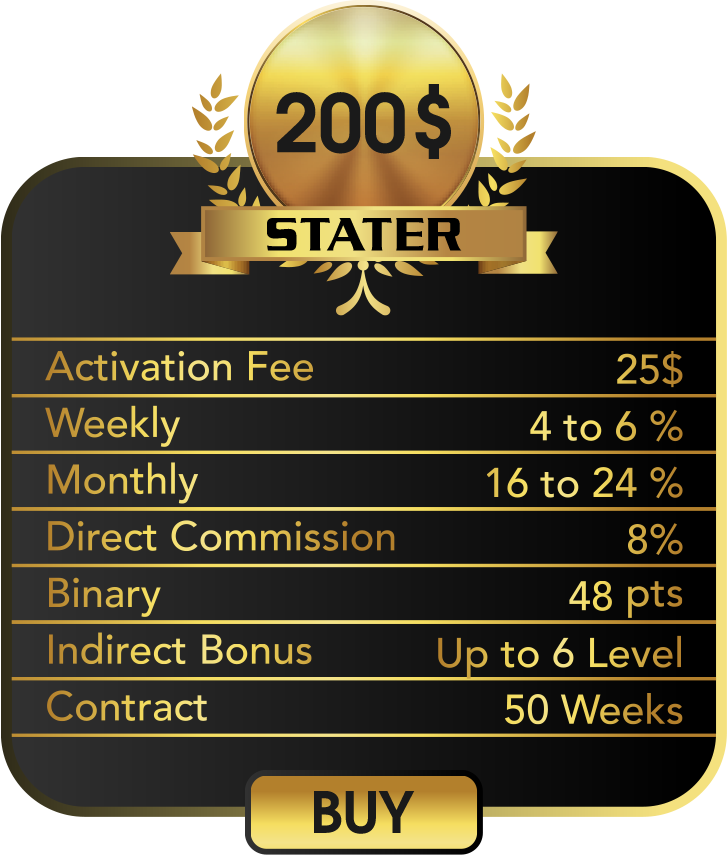 200$
STATER
Activation Fee 25$
Weekly 4 to 6 %
Monthly 16 to 24 %
Direct Commission 8%
Binary 48 pts
Indirect Bonus Up to 6 Level
Contract 50 Weeks
BUY